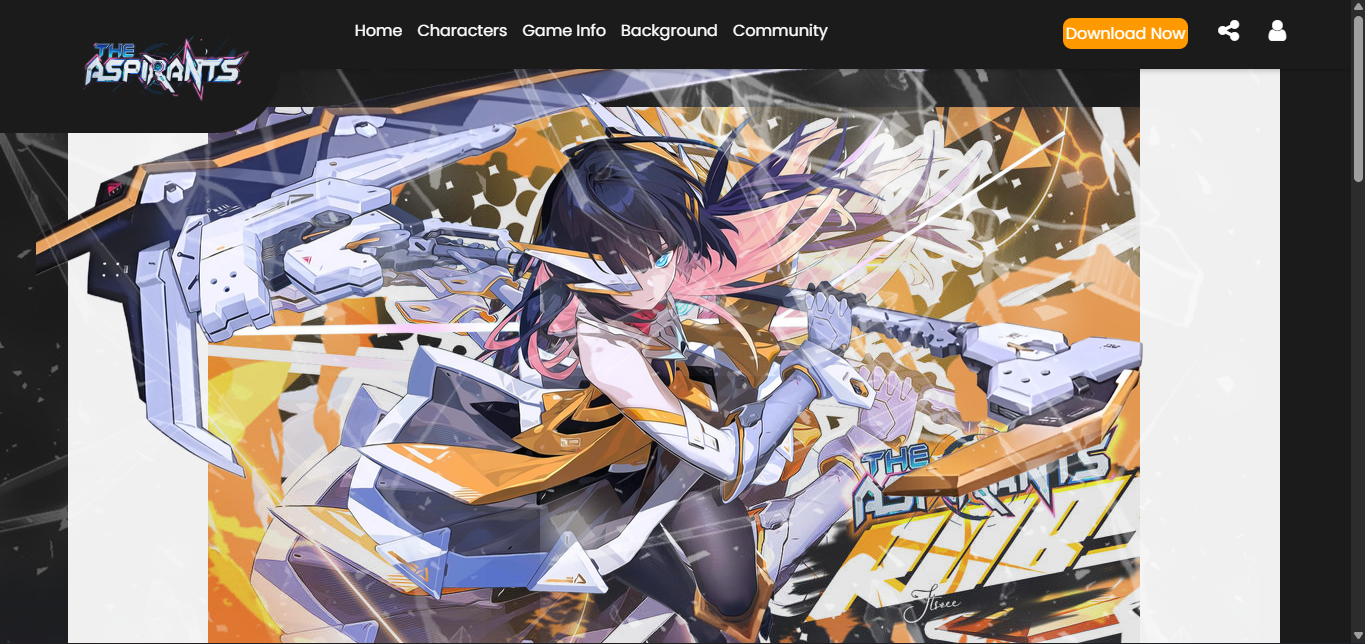 Home Characters Game Info Background Community
Download Now
THE
ASPIRANTS
THE
ASPIRANTS